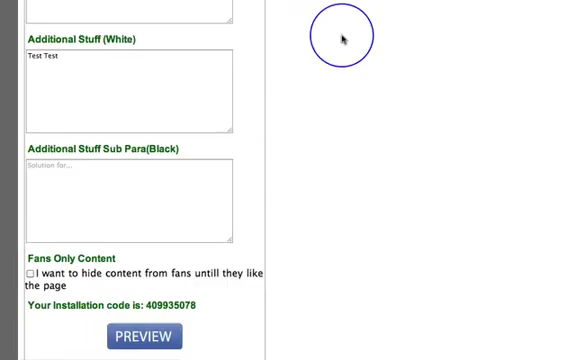 Additional Stuff (White)
Test Test
Additional Stuff Sub Para(Black)
Solution for...
Fans Only Content
I want to hide content from fans untill they like
the page
Your Installation code is: 409935078
PREVIEW